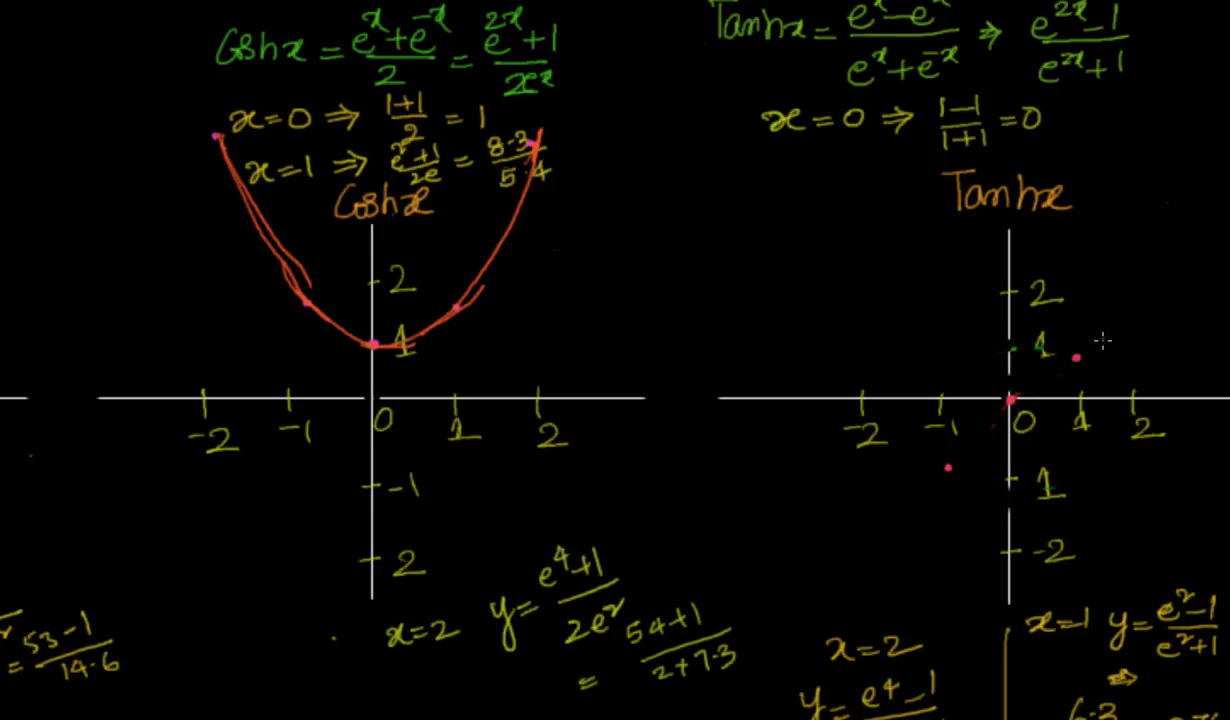 Coshx = e^x+e^-x / 2 = e^2x+1 / 2e^x
x=0 ⇒ 1+1 / 2 = 1
x=1 ⇒ e^2+1 / 2e = 8.3 / 5.4
Coshx
2
1
-2 -1 0 1 2
-1
2
x=2 y= e^4+1 / 2e^2
= 54+1 / 2+7.3
= 53-1 / 14.6
Tanhx = e^x-e^x / e^x+e^-x ⇒ e^2x-1 / e^2x+1
x=0 ⇒ 1-1 / 1+1 =0
Tanhx
2
1
-2 -1 0 1 2
1
-2
x=2
y= e^4-1
x=1 y= e^2-1 / e^2+1
⇒